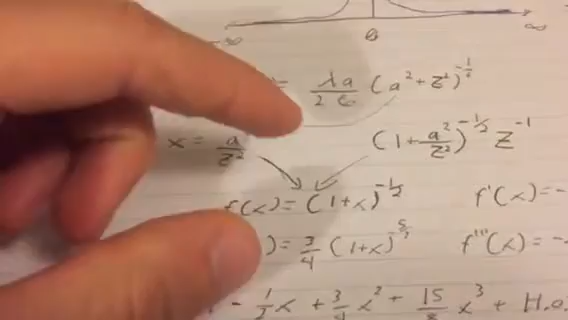 -∞ 0 ∞
= λa/2ε₀ (a² + z²)^-1/2
x = a²/z² (1 + a²/z²)^-1/2 z^-1
f(x) = (1+x)^-1/2 f'(x) = -
) = 3/4 (1+x)^-5/2 f'''(x) = -
- 1/2 x + 3/4 x² + 15/8 x³ + H.o.